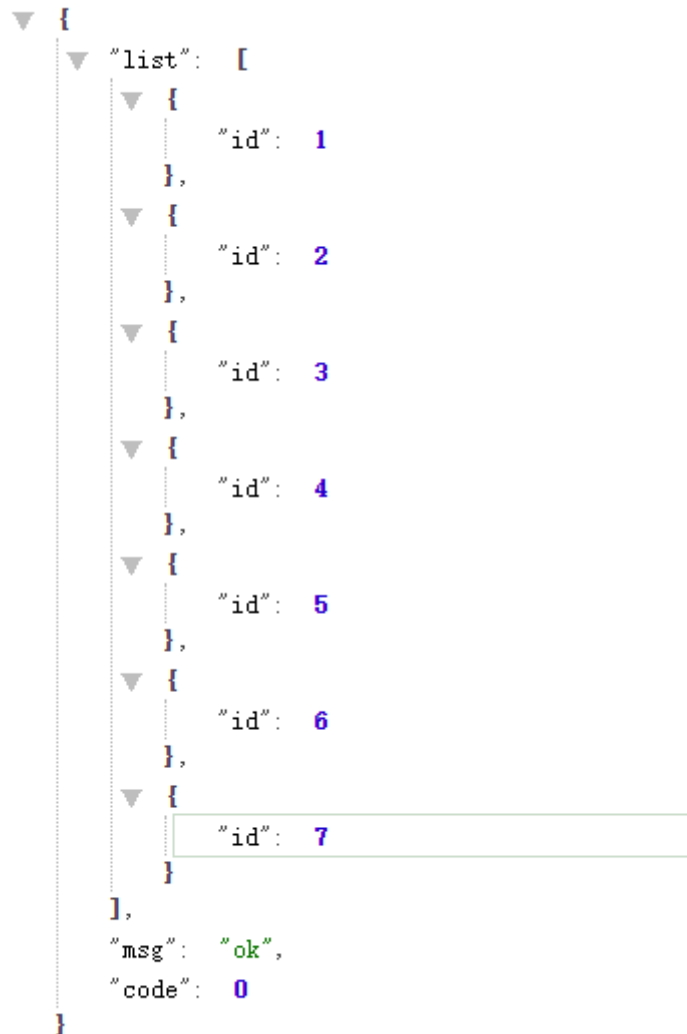 {
"list": [
{
"id": 1
},
{
"id": 2
},
{
"id": 3
},
{
"id": 4
},
{
"id": 5
},
{
"id": 6
},
{
"id": 7
}
],
"msg": "ok",
"code": 0
}